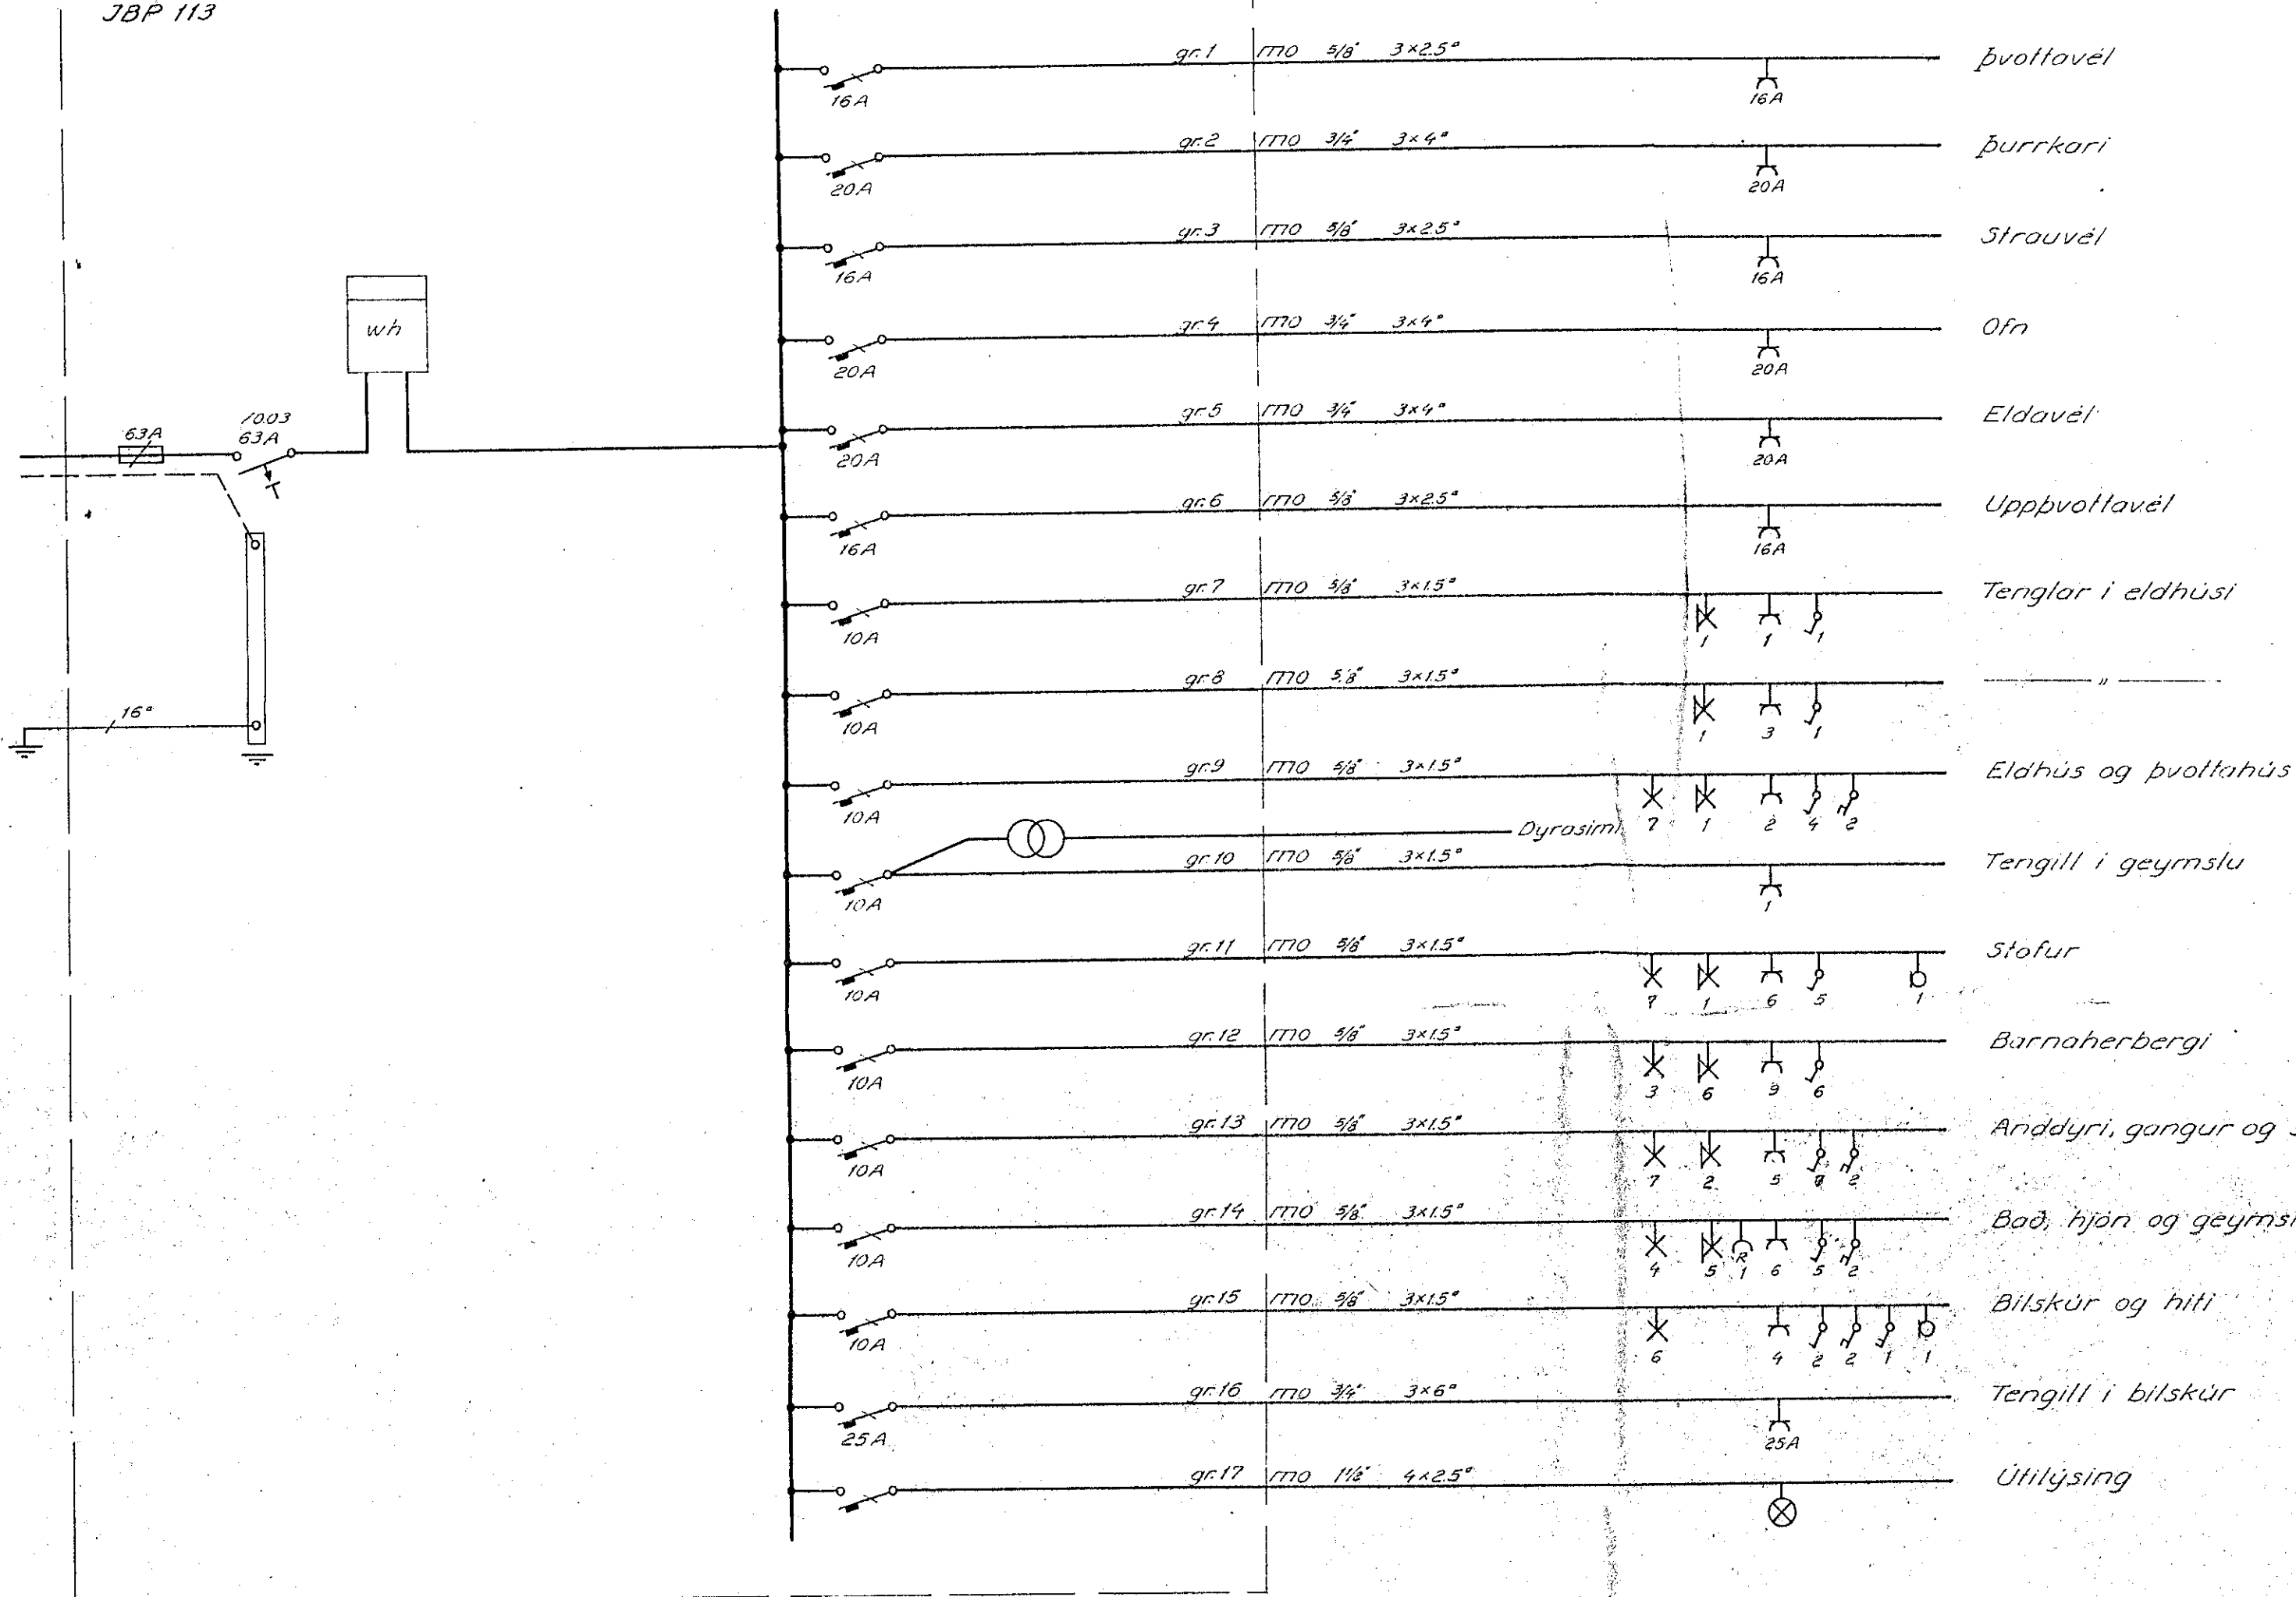 JBP 113
gr.1 mo 5/8" 3×2.5▫ Þvottavél
16A 16A
gr.2 mo 3/4" 3×4▫ Þurrkari
20A 20A
gr.3 mo 5/8" 3×2.5▫ Strauvél
16A 16A
wh
gr.4 mo 3/4" 3×4▫ Ofn
20A 20A
63A
63A
gr.5 mo 3/4" 3×4▫ Eldavél
20A 20A
gr.6 mo 5/8" 3×2.5▫ Uppþvottavél
16A 16A
gr.7 mo 5/8" 3×1.5▫ Tenglar í eldhúsi
10A 1 1 1
gr.8 mo 5/8" 3×1.5▫ "
10A 1 3 1
16▫
gr.9 mo 5/8" 3×1.5▫ Eldhús og þvottahús
10A 7 1 2 4 2
Dyrasími
gr.10 mo 5/8" 3×1.5▫ Tengill í geymslu
10A 1
gr.11 mo 5/8" 3×1.5▫ Stofur
10A 7 1 6 5 1
gr.12 mo 5/8" 3×1.5▫ Barnaherbergi
10A 3 6 9 6
gr.13 mo 5/8" 3×1.5▫ Anddyri, gangur og
10A 7 2 5 2
gr.14 mo 5/8" 3×1.5▫ Bað, hjón og geymsl
10A 4 5 R 1 6 5 2
gr.15 mo 5/8" 3×1.5▫ Bílskúr og hiti
10A 6 4 2 2 1 1
gr.16 mo 3/4" 3×6▫ Tengill í bílskúr
25A 25A
gr.17 mo 1½" 4×2.5▫ Útilýsing